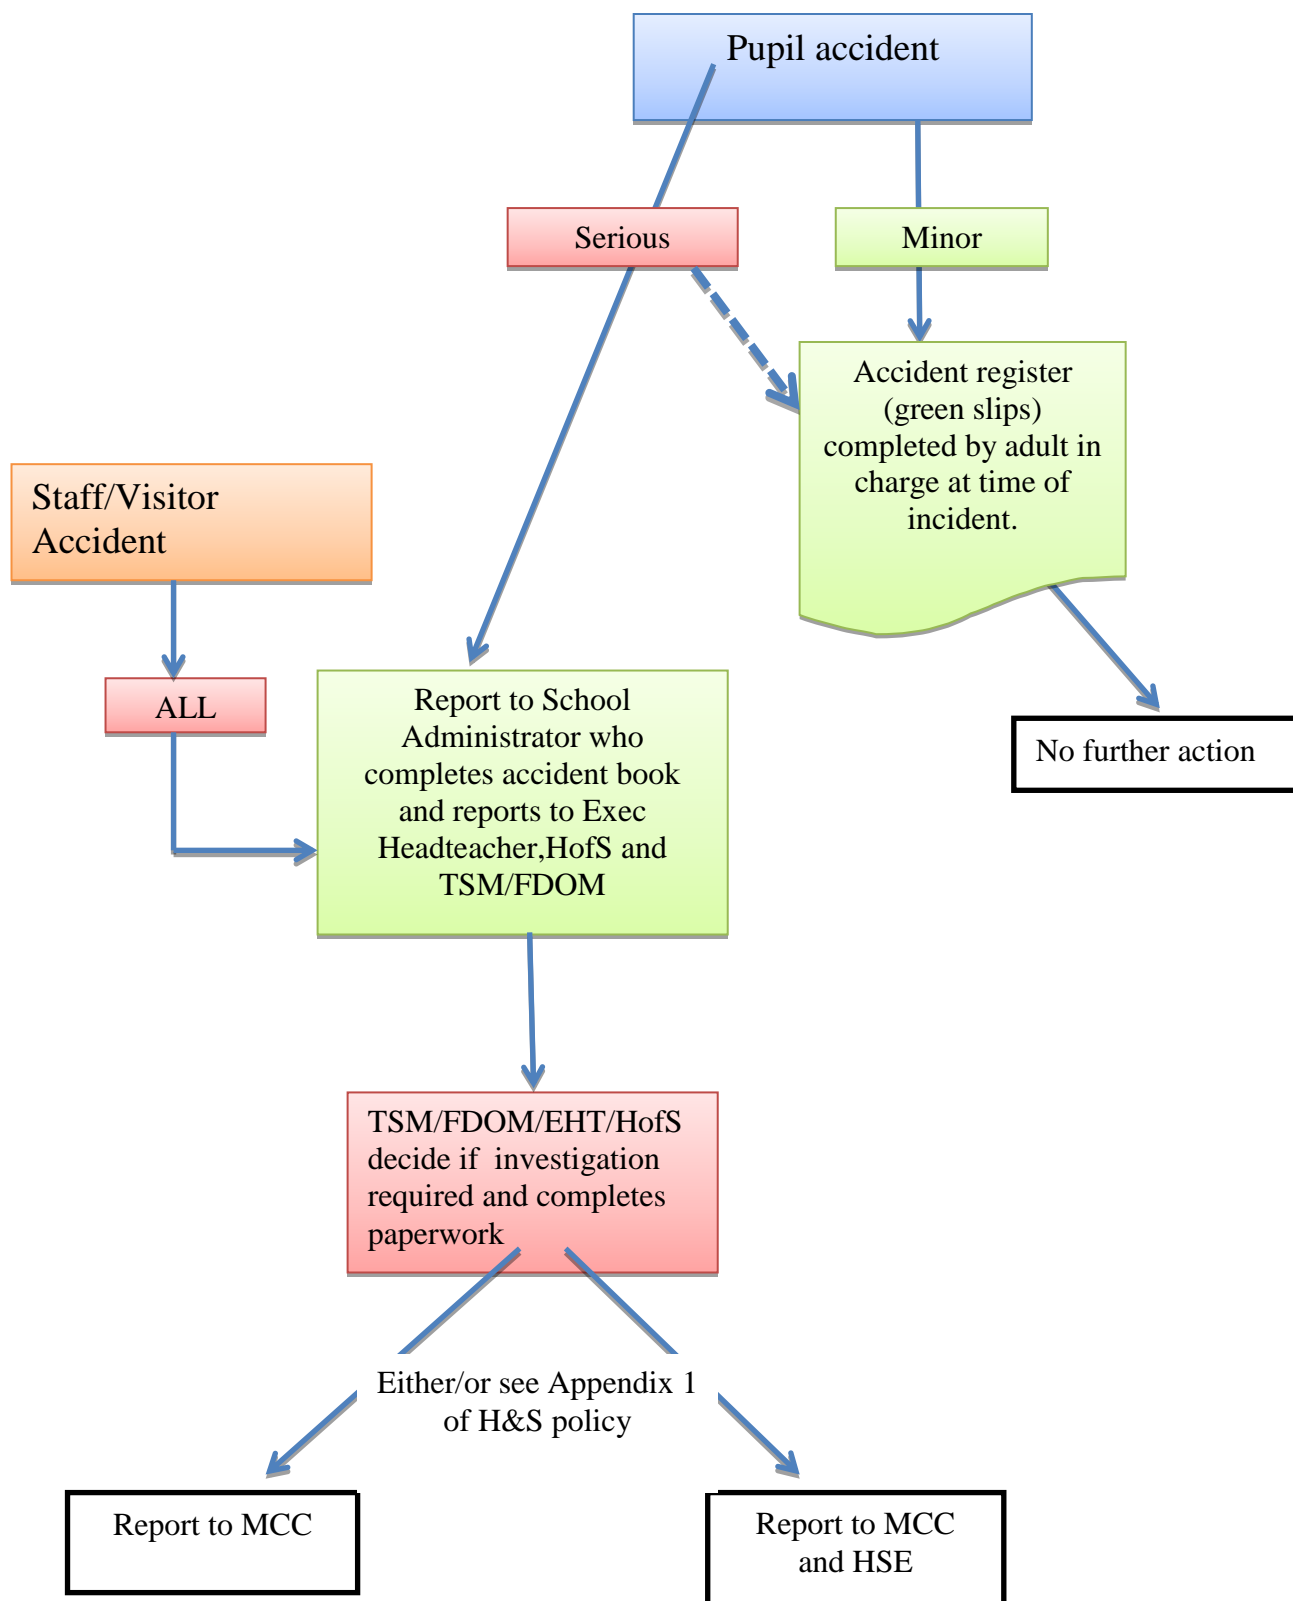 Pupil accident
Serious
Minor
Accident register
(green slips)
completed by adult in
charge at time of
incident.
Staff/Visitor
Accident
ALL
Report to School
Administrator who
completes accident book
and reports to Exec
Headteacher,HofS and
TSM/FDOM
No further action
TSM/FDOM/EHT/HofS
decide if investigation
required and completes
paperwork
Either/or see Appendix 1
of H&S policy
Report to MCC
Report to MCC
and HSE